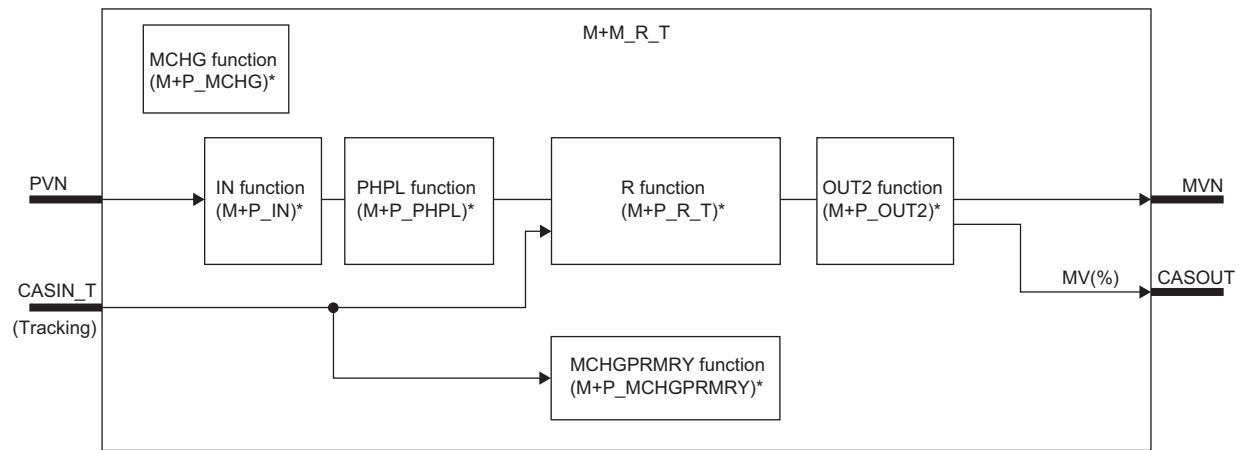 M+M_R_T
MCHG function
(M+P_MCHG)*
PVN
IN function
(M+P_IN)*
PHPL function
(M+P_PHPL)*
R function
(M+P_R_T)*
OUT2 function
(M+P_OUT2)*
MVN
CASIN_T
(Tracking)
MV(%)
CASOUT
MCHGPRMRY function
(M+P_MCHGPRMRY)*